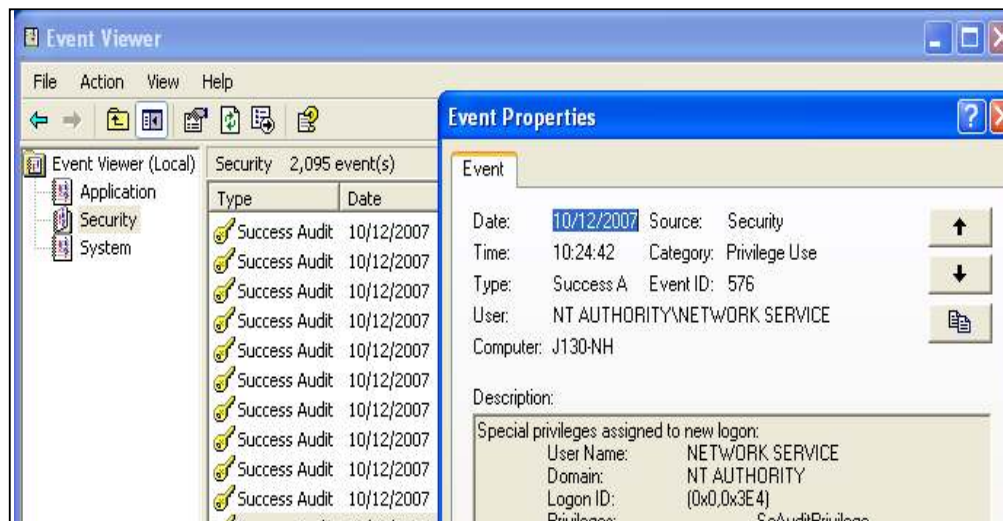 Event Viewer
File Action View Help
Event Viewer (Local)
Application
Security
System
Security 2,095 event(s)
Type Date
Success Audit 10/12/2007
Success Audit 10/12/2007
Success Audit 10/12/2007
Success Audit 10/12/2007
Success Audit 10/12/2007
Success Audit 10/12/2007
Success Audit 10/12/2007
Success Audit 10/12/2007
Success Audit 10/12/2007
Success Audit 10/12/2007
Event Properties
Event
Date: 10/12/2007 Source: Security
Time: 10:24:42 Category: Privilege Use
Type: Success A Event ID: 576
User: NT AUTHORITY\NETWORK SERVICE
Computer: J130-NH
Description:
Special privileges assigned to new logon:
User Name: NETWORK SERVICE
Domain: NT AUTHORITY
Logon ID: (0x0,0x3E4)
Privileges: SeAuditPrivilege